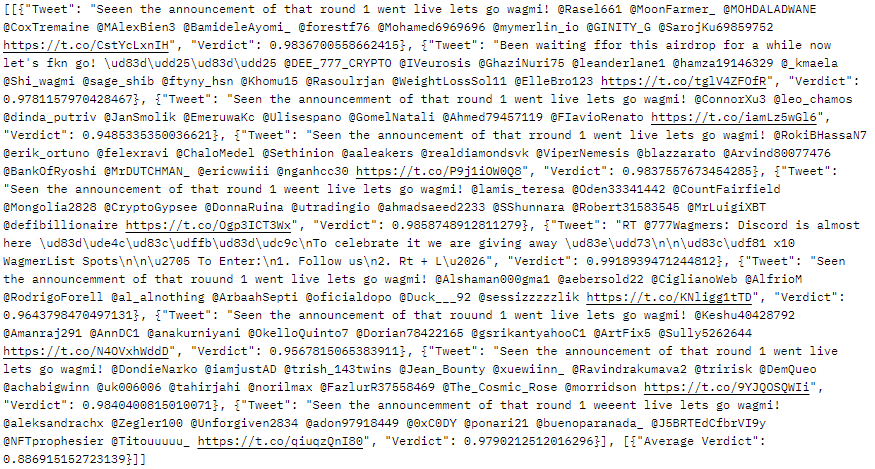 [[[{"Tweet": "Seeen the announcement of that round 1 went live lets go wagmi! @Rasel661 @MoonFarmer_ @MOHDALADWANE
@CoxTremaine @MAlexBien3 @BamideleAyomi_ @forestf76 @Mohamed6969696 @mymerlin_io @GINITY_G @SarojKu69859752
https://t.co/CstYcLxnIH", "Verdict": 0.9836700558662415}, {"Tweet": "Been waiting ffor this airdrop for a while now
let's fkn go! \ud83d\udd25\ud83d\udd25 @DEE_777_CRYPTO @IVeurosis @GhaziNuri75 @leanderlane1 @hamza19146329 @_kmaela
@Shi_wagmi @sage_shib @ftyny_hsn @Khomu15 @Rasoulrjan @WeightLossSol11 @ElleBro123 https://t.co/tglV4ZFOfR", "Verdict":
0.9781157970428467}, {"Tweet": "Seen the announcemment of that round 1 went live lets go wagmi! @ConnorXu3 @leo_chamos
@dinda_putriv @JanSmolik @EmeruwaKc @Ulisespano @GomelNatali @Ahmed79457119 @FIavioRenato https://t.co/iamLz5wGl6",
"Verdict": 0.9485335350036621}, {"Tweet": "Seen the announcement of that rround 1 went live lets go wagmi! @RokiBHassaN7
@erik_ortuno @felexravi @ChaloMedel @Sethinion @aaleakers @realdiamondsvk @ViperNemesis @blazzarato @Arvind80077476
@BankOfRyoshi @MrDUTCHMAN_ @ericwwiii @nganhcc30 https://t.co/P9j1iOW0Q8", "Verdict": 0.9837557673454285}, {"Tweet":
"Seen the announcement of that round 1 weent live lets go wagmi! @lamis_teresa @Oden33341442 @CountFairfield
@Mongolia2828 @CryptoGypsee @DonnaRuina @utradingio @ahmadsaeed2233 @SShunnara @Robert31583545 @MrLuigiXBT
@defibillionaire https://t.co/Ogp3ICT3Wx", "Verdict": 0.9858748912811279}, {"Tweet": "RT @777Wagmers: Discord is almost
here \ud83d\ude4c\ud83c\udffb\ud83d\udc9c\nTo celebrate it we are giving away \ud83e\udd73\n\n\ud83c\udf81 x10
WagmerList Spots\n\n\u2705 To Enter:\n1. Follow us\n2. Rt + L\u2026", "Verdict": 0.9918939471244812}, {"Tweet": "Seen
the announcement of that round 1 went live lets go wagmi! @Alshaman000gma1 @aebersold22 @CiglianoWeb @AlfrioM
@RodrigoForell @al_alnothing @ArbaahSepti @oficialdopo @Duck___92 @sessizzzzzlik https://t.co/KNligg1tTD", "Verdict":
0.9643798470497131}, {"Tweet": "Seen the announcement of that rouund 1 went live lets go wagmi! @Keshu40428792
@Amanraj291 @AnnDC1 @anakurniyani @OkelloQuinto7 @Dorian78422165 @gsrikantyahooC1 @ArtFix5 @Sully5262644
https://t.co/N4OVxhWddD", "Verdict": 0.9567815065383911}, {"Tweet": "Seen the announcement of that round 1 went live
lets go wagmi! @DondieNarko @iamjustAD @trish_143twins @Jean_Bounty @xuewiinn_ @Ravindrakumava2 @tririsk @DemQueo
@achabigwinn @uk006006 @tahirjahi @norilmax @FazlurR37558469 @The_Cosmic_Rose @morridson https://t.co/9YJQOSQWIi",
"Verdict": 0.9840400815010071}, {"Tweet": "Seen the announcement of that round 1 weeent live lets go wagmi!
@aleksandrachx @Zegler100 @Unforgiven2834 @adon97918449 @0xC0DY @ponari21 @buenoparanada_ @J5BRTEdCfbrVI9y
@NFTprophesier @Titouuuuu_ https://t.co/qiuqzQnI80", "Verdict": 0.9790212512016296}], [{"Average Verdict":
0.886915152723139}]]